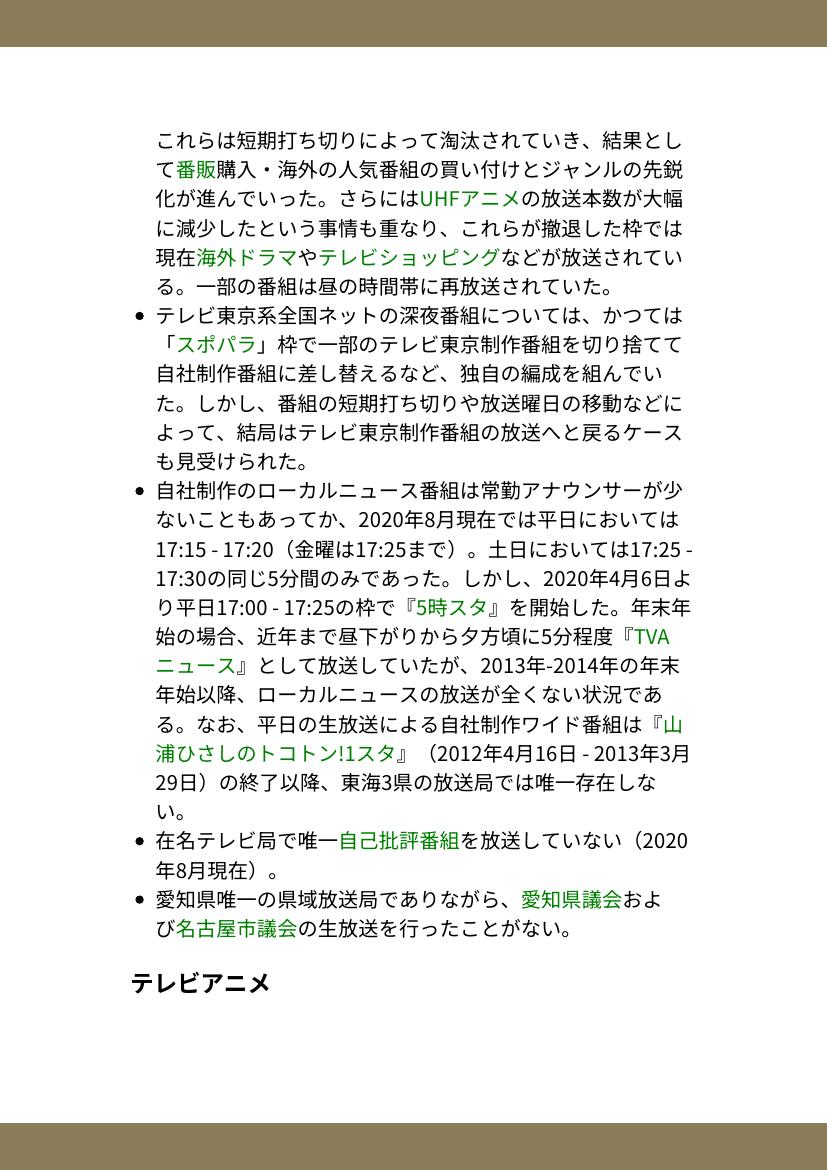 これらは短期打ち切りによって淘汰されていき、結果とし
て番販購入・海外の人気番組の買い付けとジャンルの先鋭
化が進んでいった。さらにはUHFアニメの放送本数が大幅
に減少したという事情も重なり、これらが撤退した枠では
現在海外ドラマやテレビショッピングなどが放送されてい
る。一部の番組は昼の時間帯に再放送されていた。
• テレビ東京系全国ネットの深夜番組については、かつては
「スポパラ」枠で一部のテレビ東京制作番組を切り捨てて
自社制作番組に差し替えるなど、独自の編成を組んでい
た。しかし、番組の短期打ち切りや放送曜日の移動などに
よって、結局はテレビ東京制作番組の放送へと戻るケース
も見受けられた。
• 自社制作のローカルニュース番組は常勤アナウンサーが少
ないこともあってか、2020年8月現在では平日においては
17:15 - 17:20（金曜は17:25まで）。土日においては17:25 -
17:30の同じ5分間のみであった。しかし、2020年4月6日よ
り平日17:00 - 17:25の枠で『5時スタ』を開始した。年末年
始の場合、近年まで昼下がりから夕方頃に5分程度『TVA
ニュース』として放送していたが、2013年-2014年の年末
年始以降、ローカルニュースの放送が全くない状況であ
る。なお、平日の生放送による自社制作ワイド番組は『山
浦ひさしのトコトン!1スタ』（2012年4月16日 - 2013年3月
29日）の終了以降、東海3県の放送局では唯一存在しな
い。
• 在名テレビ局で唯一自己批評番組を放送していない（2020
年8月現在）。
• 愛知県唯一の県域放送局でありながら、愛知県議会およ
び名古屋市議会の生放送を行ったことがない。
テレビアニメ